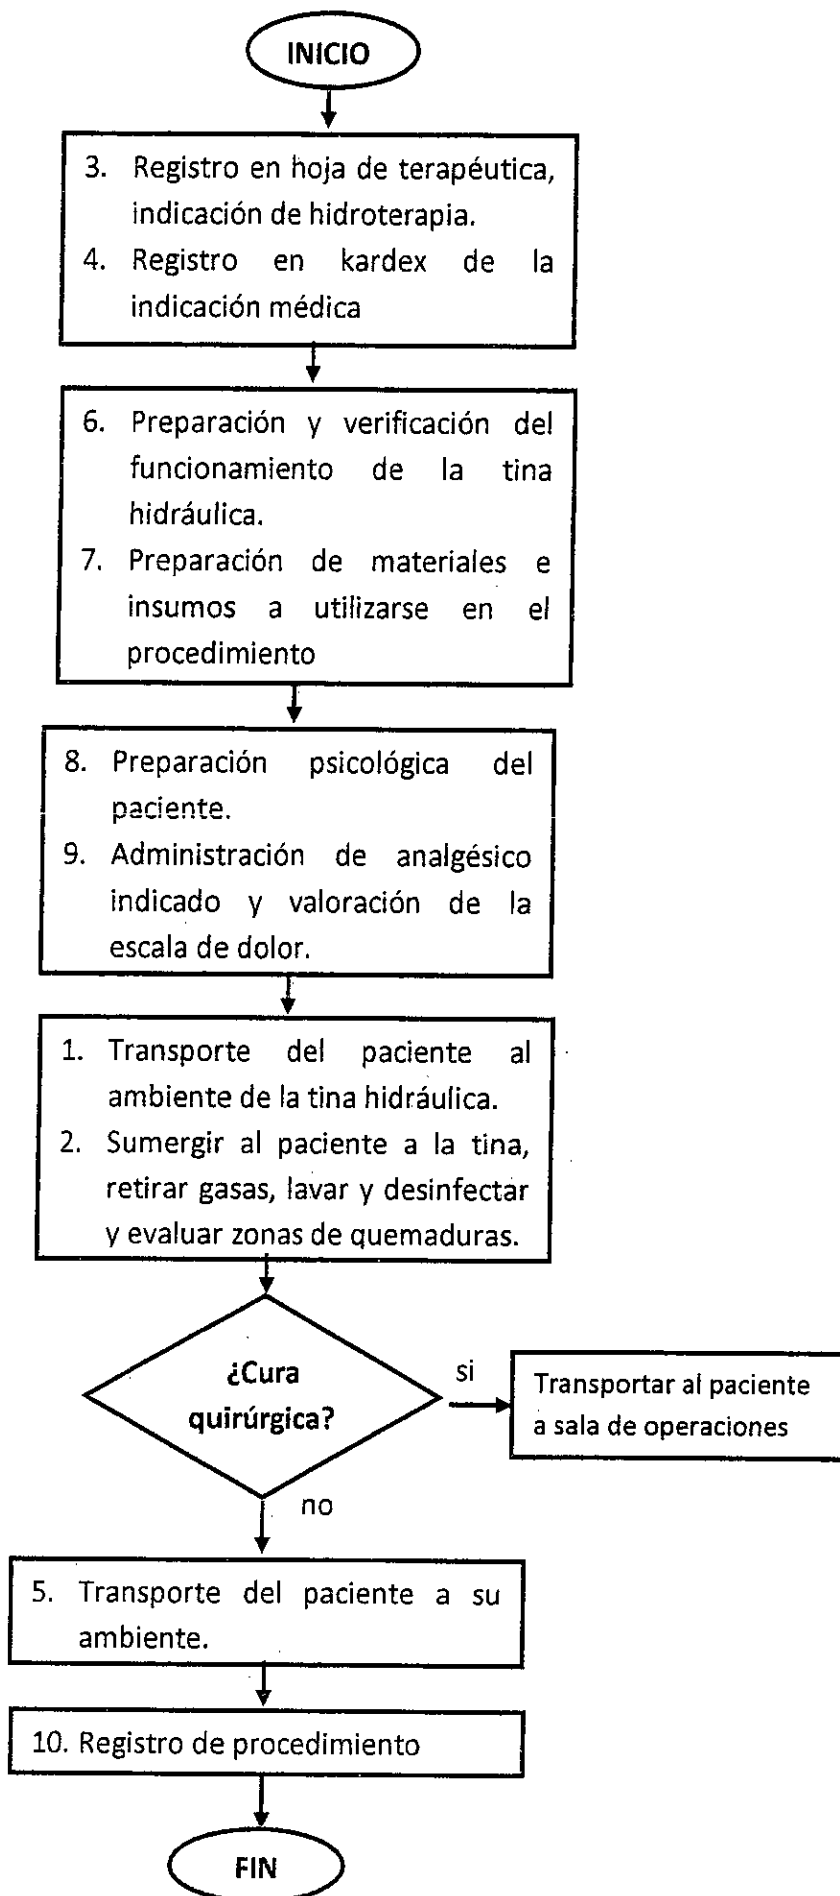 INICIO
3. Registro en hoja de terapéutica,
indicación de hidroterapia.
4. Registro en kardex de la
indicación médica
6. Preparación y verificación del
funcionamiento de la tina
hidráulica.
7. Preparación de materiales e
insumos a utilizarse en el
procedimiento
8. Preparación psicológica del
paciente.
9. Administración de analgésico
indicado y valoración de la
escala de dolor.
1. Transporte del paciente al
ambiente de la tina hidráulica.
2. Sumergir al paciente a la tina,
retirar gasas, lavar y desinfectar
y evaluar zonas de quemaduras.
¿Cura
quirúrgica?
si
Transportar al paciente
a sala de operaciones
no
5. Transporte del paciente a su
ambiente.
10. Registro de procedimiento
FIN